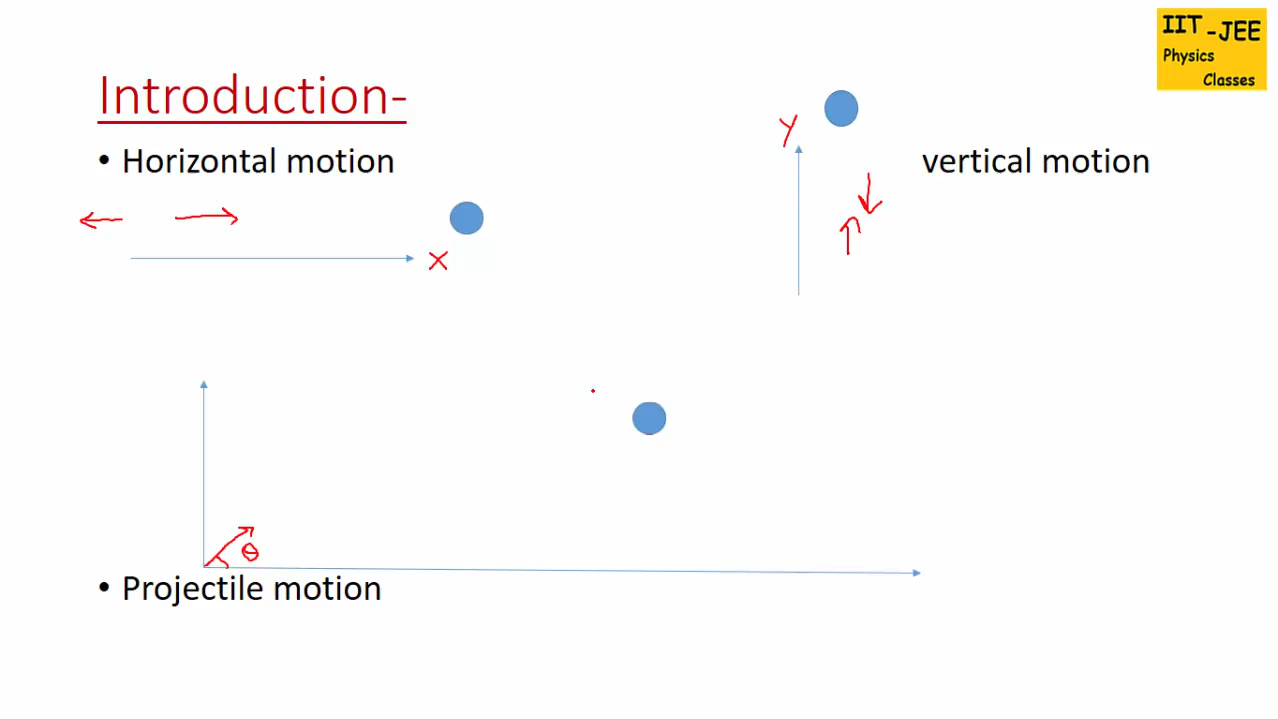 IIT -JEE
Physics
Classes
Introduction-
• Horizontal motion
vertical motion
Y
X
θ
• Projectile motion